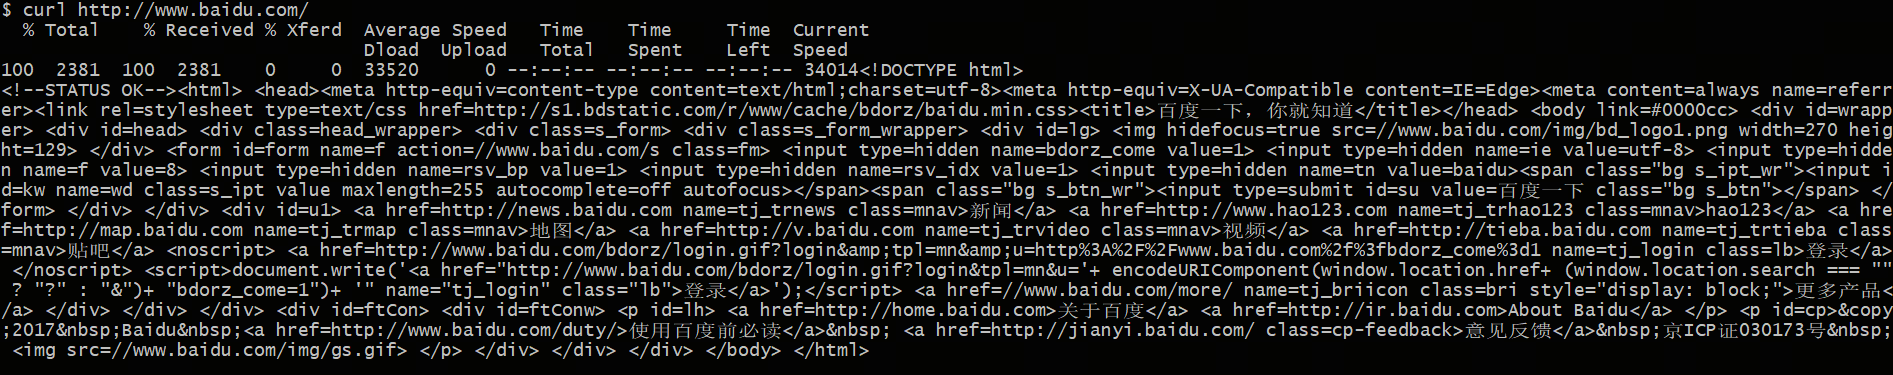 $ curl http://www.baidu.com/
  % Total    % Received % Xferd  Average Speed   Time    Time     Time  Current
                                 Dload  Upload   Total   Spent    Left  Speed
100  2381  100  2381    0     0  33520      0 --:--:-- --:--:-- --:--:-- 34014<!DOCTYPE html>
<!--STATUS OK--><html> <head><meta http-equiv=content-type content=text/html;charset=utf-8><meta http-equiv=X-UA-Compatible content=IE=Edge><meta content=always name=referr
er><link rel=stylesheet type=text/css href=http://s1.bdstatic.com/r/www/cache/bdorz/baidu.min.css><title>百度一下，你就知道</title></head> <body link=#0000cc> <div id=wrapp
er> <div id=head> <div class=head_wrapper> <div class=s_form> <div class=s_form_wrapper> <div id=lg> <img hidefocus=true src=//www.baidu.com/img/bd_logo1.png width=270 heig
ht=129> </div> <form id=form name=f action=//www.baidu.com/s class=fm> <input type=hidden name=bdorz_come value=1> <input type=hidden name=ie value=utf-8> <input type=hidde
n name=f value=8> <input type=hidden name=rsv_bp value=1> <input type=hidden name=rsv_idx value=1> <input type=hidden name=tn value=baidu><span class="bg s_ipt_wr"><input i
d=kw name=wd class=s_ipt value maxlength=255 autocomplete=off autofocus></span><span class="bg s_btn_wr"><input type=submit id=su value=百度一下 class="bg s_btn"></span> </
form> </div> </div> <div id=u1> <a href=http://news.baidu.com name=tj_trnews class=mnav>新闻</a> <a href=http://www.hao123.com name=tj_trhao123 class=mnav>hao123</a> <a hre
f=http://map.baidu.com name=tj_trmap class=mnav>地图</a> <a href=http://v.baidu.com name=tj_trvideo class=mnav>视频</a> <a href=http://tieba.baidu.com name=tj_trtieba class
=mnav>贴吧</a> <noscript> <a href=http://www.baidu.com/bdorz/login.gif?login&amp;tpl=mn&amp;u=http%3A%2F%2Fwww.baidu.com%2f%3fbdorz_come%3d1 name=tj_login class=lb>登录</a>
 </noscript> <script>document.write('<a href="http://www.baidu.com/bdorz/login.gif?login&tpl=mn&u='+ encodeURIComponent(window.location.href+ (window.location.search === ""
 ? "?" : "&")+ "bdorz_come=1")+ '" name="tj_login" class="lb">登录</a>');</script> <a href=//www.baidu.com/more/ name=tj_briicon class=bri style="display: block;">更多产品<
/a> </div> </div> </div> <div id=ftCon> <div id=ftConw> <p id=lh> <a href=http://home.baidu.com>关于百度</a> <a href=http://ir.baidu.com>About Baidu</a> </p> <p id=cp>&copy
;2017&nbsp;Baidu&nbsp;<a href=http://www.baidu.com/duty/>使用百度前必读</a>&nbsp; <a href=http://jianyi.baidu.com/ class=cp-feedback>意见反馈</a>&nbsp;京ICP证030173号&nbsp;
 <img src=//www.baidu.com/img/gs.gif> </p> </div> </div> </div> </body> </html>